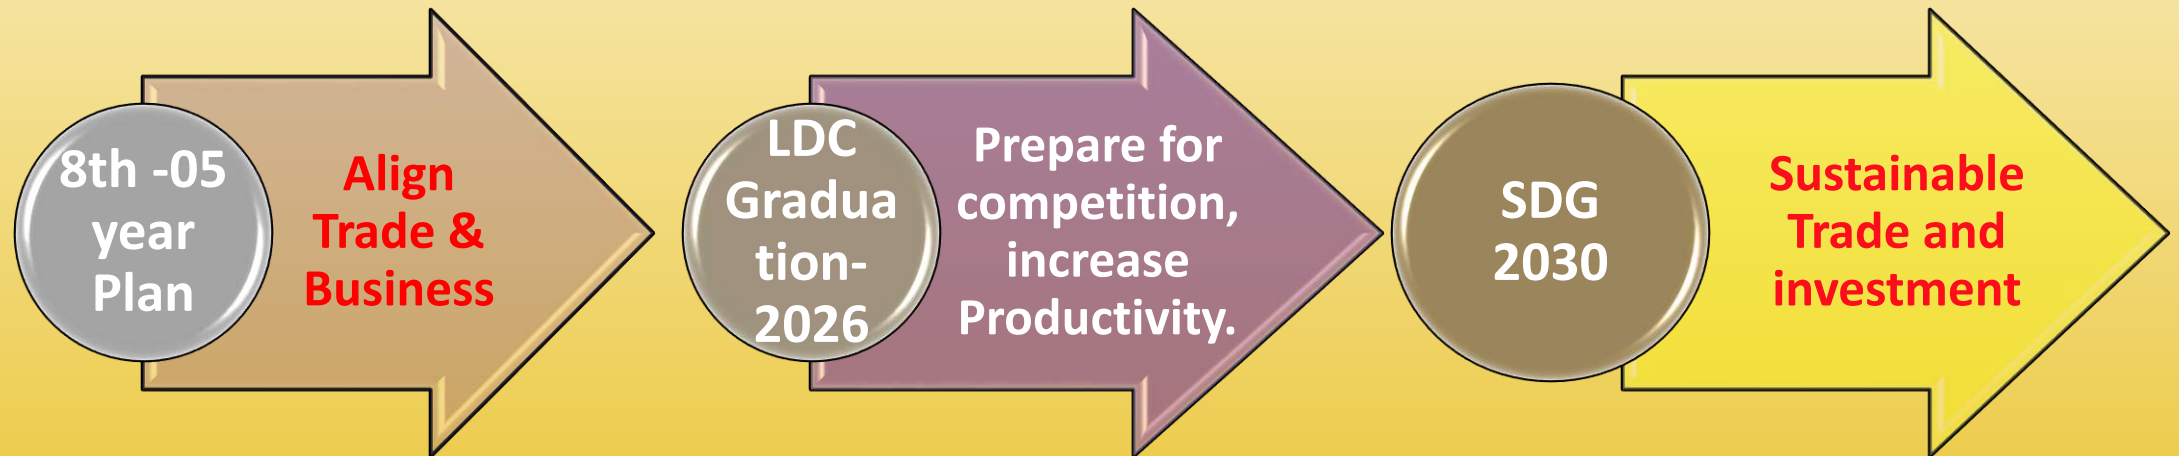 8th -05
year
Plan
Align
Trade &
Business
LDC
Gradua
tion-
2026
Prepare for
competition,
increase
Productivity.
SDG
2030
Sustainable
Trade and
investment